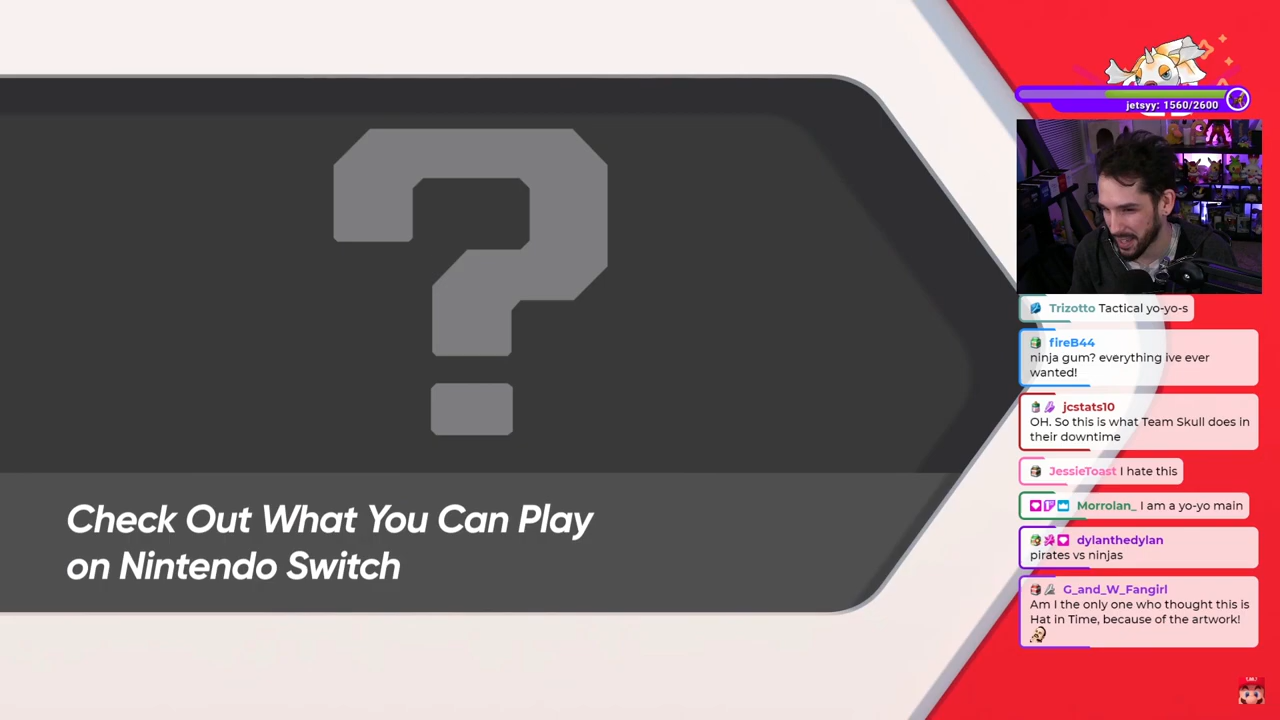 ?
Check Out What You Can Play
on Nintendo Switch
jetsyy: 1560/2600
Trizotto Tactical yo-yo-s
fireB44
ninja gum? everything ive ever
wanted!
jcstats10
OH. So this is what Team Skull does in
their downtime
JessieToast I hate this
Morrolan_ I am a yo-yo main
dylanthedylan
pirates vs ninjas
G_and_W_Fangirl
Am I the only one who thought this is
Hat in Time, because of the artwork!